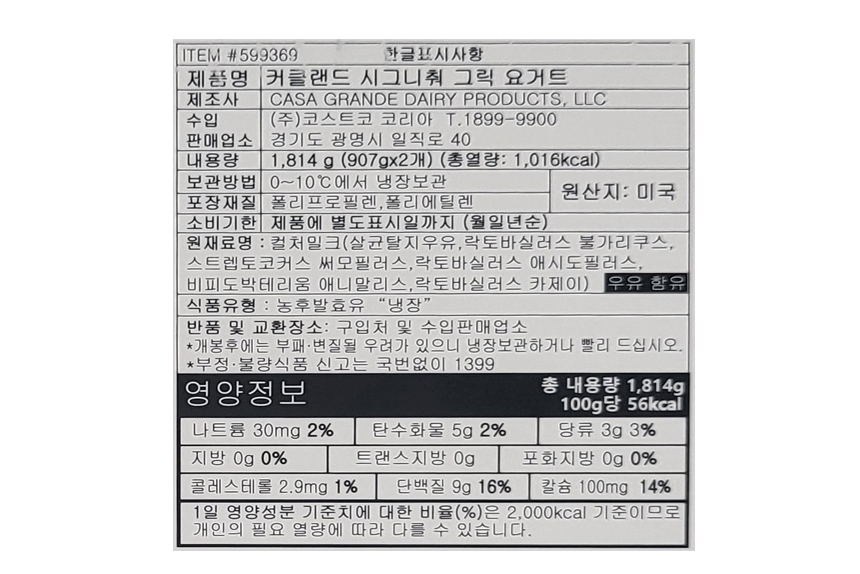 ITEM #599369 한글표시사항
제품명 커클랜드 시그니춰 그릭 요거트
제조사 CASA GRANDE DAIRY PRODUCTS, LLC
수입 (주)코스트코 코리아 T.1899-9900
판매업소 경기도 광명시 일직로 40
내용량 1,814 g (907gx2개) (총열량: 1,016kcal)
보관방법 0~10℃에서 냉장보관
원산지: 미국
포장재질 폴리프로필렌,폴리에틸렌
소비기한 제품에 별도표시일까지 (월일년순)
원재료명 : 컬처밀크(살균탈지우유,락토바실러스 불가리쿠스,
스트렙토코커스 써모필러스,락토바실러스 애시도필러스,
비피도박테리움 애니말리스,락토바실러스 카제이) 우유 함유
식품유형 : 농후발효유 “냉장”
반품 및 교환장소: 구입처 및 수입판매업소
*개봉후에는 부패·변질될 우려가 있으니 냉장보관하거나 빨리 드십시오.
*부정·불량식품 신고는 국번없이 1399
영양정보
총 내용량 1,814g
100g당 56kcal
나트륨 30mg 2% 탄수화물 5g 2% 당류 3g 3%
지방 0g 0% 트랜스지방 0g 포화지방 0g 0%
콜레스테롤 2.9mg 1% 단백질 9g 16% 칼슘 100mg 14%
1일 영양성분 기준치에 대한 비율(%)은 2,000kcal 기준이므로
개인의 필요 열량에 따라 다를 수 있습니다.